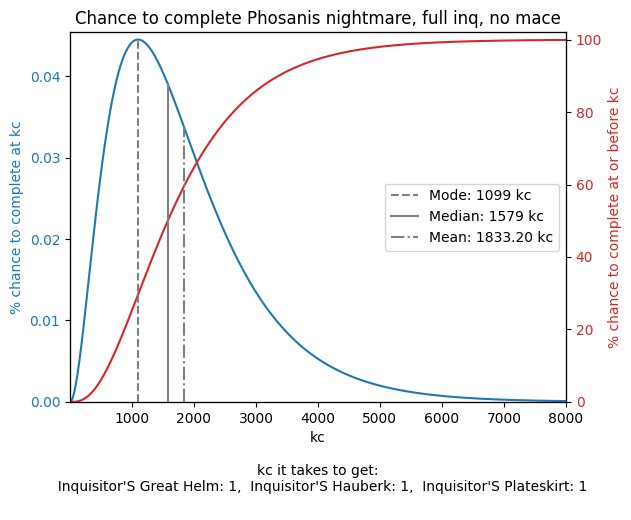 Chance to complete Phosanis nightmare, full inq, no mace
% chance to complete at kc
0.04
0.03
0.02
0.01
0.00
100
80
60
40
20
0
% chance to complete at or before kc
Mode: 1099 kc
Median: 1579 kc
Mean: 1833.20 kc
1000 2000 3000 4000 5000 6000 7000 8000
kc
kc it takes to get:
Inquisitor'S Great Helm: 1,  Inquisitor'S Hauberk: 1,  Inquisitor'S Plateskirt: 1